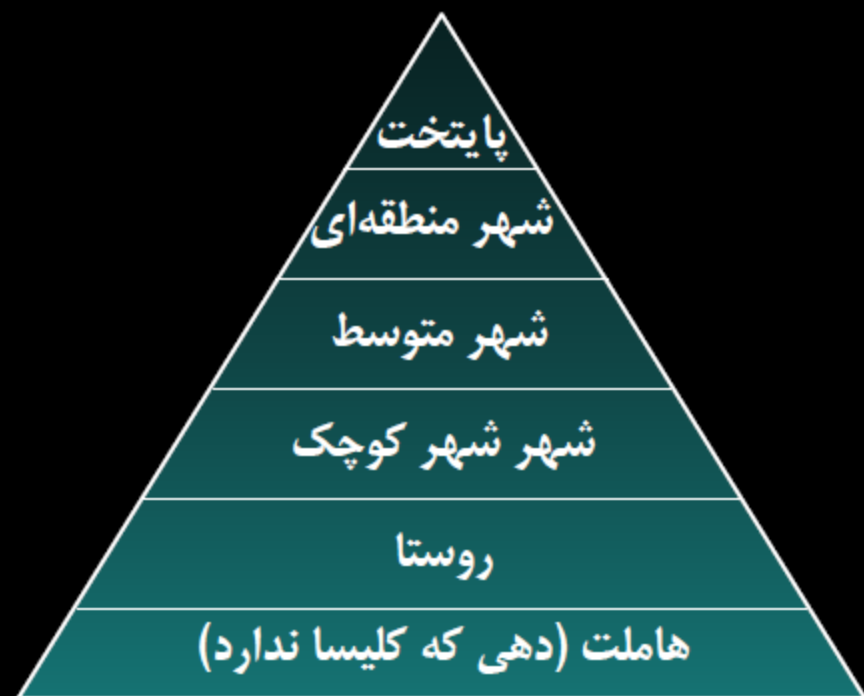 پایتخت
شهر منطقه‌ای
شهر متوسط
شهر شهر کوچک
روستا
هاملت (دهی که کلیسا ندارد)